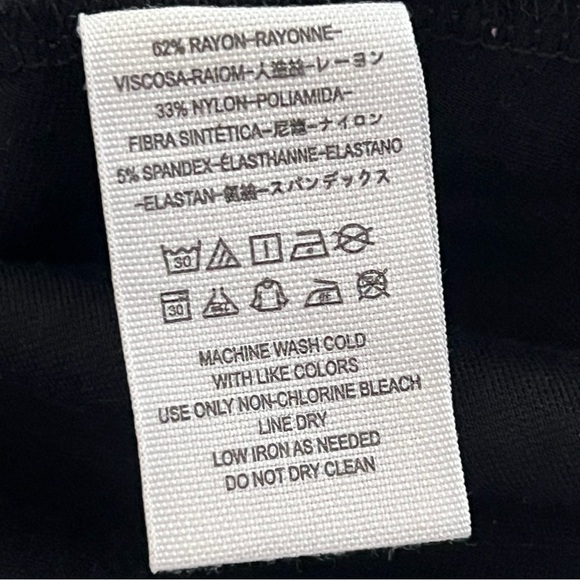 62% RAYON-RAYONNE-
VISCOSA-RAIOM-人造絲-レーヨン
33% NYLON-POLIAMIDA-
FIBRA SINTÉTICA-尼龍-ナイロン
5% SPANDEX-ÉLASTHANNE-ELASTANO
-ELASTAN-氨綸-スパンデックス
30
30
MACHINE WASH COLD
WITH LIKE COLORS
USE ONLY NON-CHLORINE BLEACH
LINE DRY
LOW IRON AS NEEDED
DO NOT DRY CLEAN